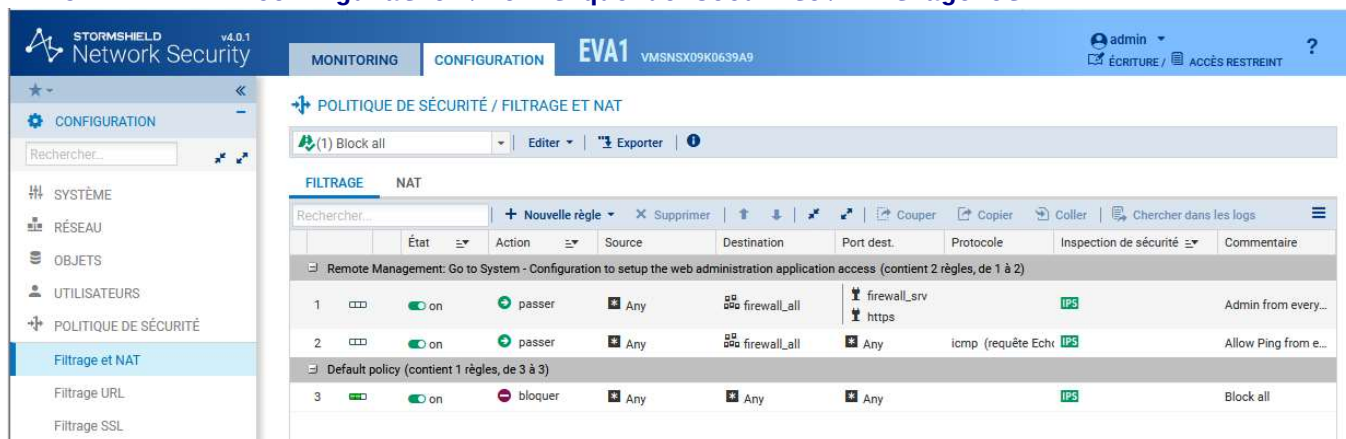 STORMSHIELD v4.0.1
Network Security
MONITORING CONFIGURATION EVA1 VMSNSX09K0639A9
admin
ÉCRITURE / ACCÈS RESTREINT ?
CONFIGURATION
Rechercher...
SYSTÈME
RÉSEAU
OBJETS
UTILISATEURS
POLITIQUE DE SÉCURITÉ
Filtrage et NAT
Filtrage URL
Filtrage SSL
POLITIQUE DE SÉCURITÉ / FILTRAGE ET NAT
(1) Block all Editer Exporter
FILTRAGE NAT
Rechercher... + Nouvelle règle Supprimer Couper Copier Coller Chercher dans les logs
État Action Source Destination Port dest. Protocole Inspection de sécurité Commentaire
Remote Management: Go to System - Configuration to setup the web administration application access (contient 2 règles, de 1 à 2)
1 on passer Any firewall_all firewall_srv https IPS Admin from every...
2 on passer Any firewall_all Any icmp (requête Echo IPS Allow Ping from e...
Default policy (contient 1 règles, de 3 à 3)
3 on bloquer Any Any Any IPS Block all